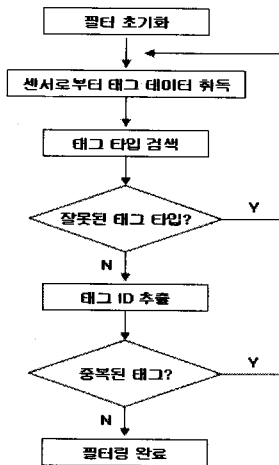 필터 초기화
센서로부터 태그 데이터 취득
태그 타입 검색
잘못된 태그 타입?
Y
N
태그 ID 추출
중복된 태그?
Y
N
필터링 완료